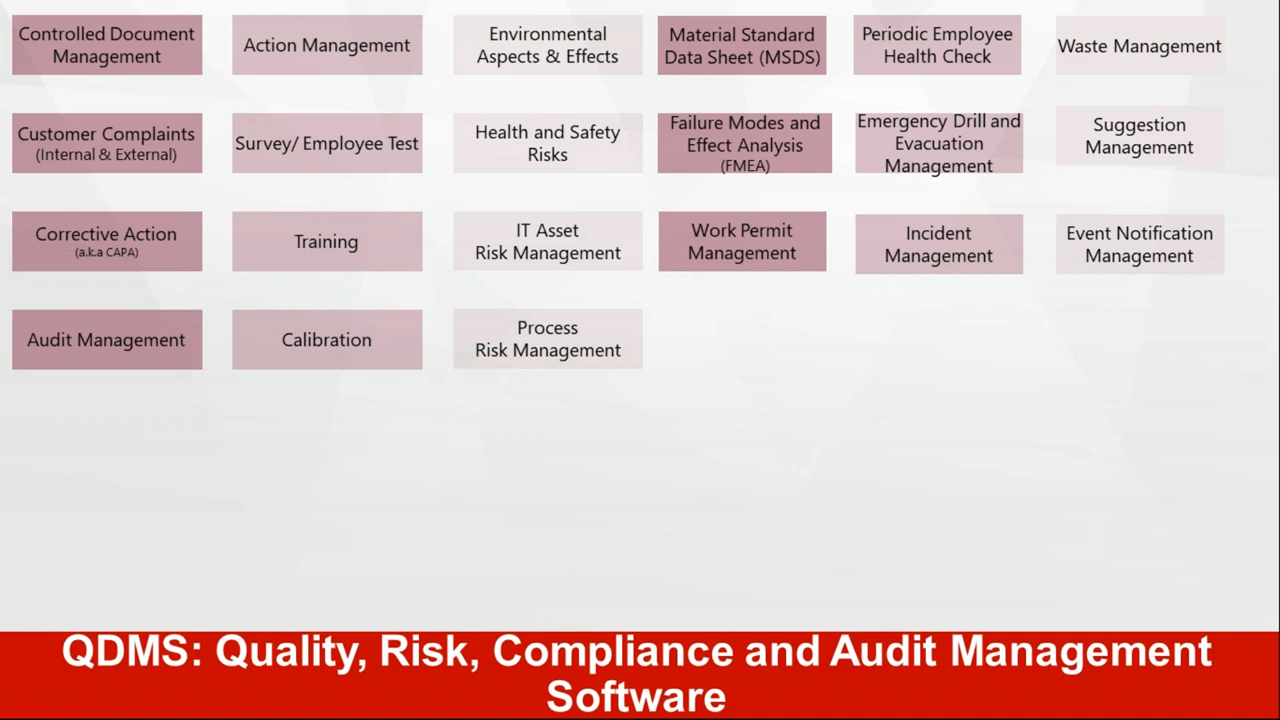 Controlled Document
Management
Action Management
Environmental
Aspects & Effects
Material Standard
Data Sheet (MSDS)
Periodic Employee
Health Check
Waste Management
Customer Complaints
(Internal & External)
Survey/ Employee Test
Health and Safety
Risks
Failure Modes and
Effect Analysis
(FMEA)
Emergency Drill and
Evacuation
Management
Suggestion
Management
Corrective Action
(a.k.a CAPA)
Training
IT Asset
Risk Management
Work Permit
Management
Incident
Management
Event Notification
Management
Audit Management
Calibration
Process
Risk Management
QDMS: Quality, Risk, Compliance and Audit Management
Software